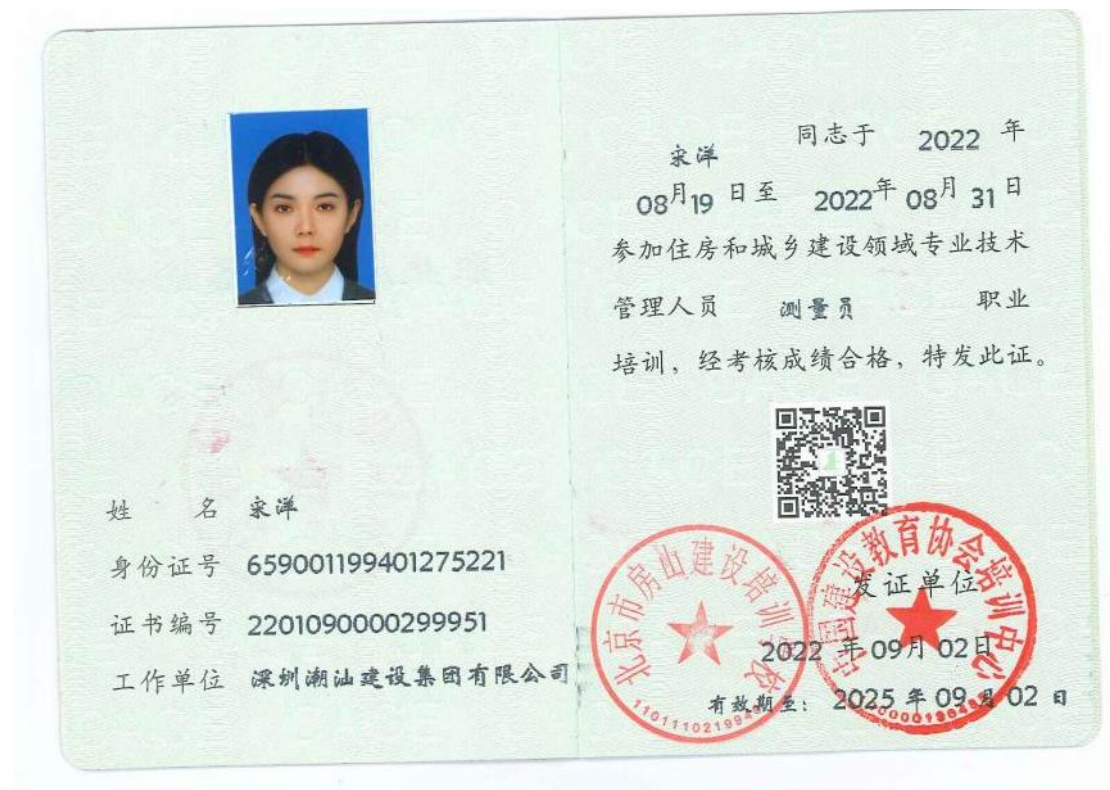 姓 名 宋洋
身份证号 659001199401275221
证书编号 2201090000299951
工作单位 深圳潮汕建设集团有限公司
宋洋 同志于 2022 年
08月19 日至 2022年 08月 31日
参加住房和城乡建设领域专业技术
管理人员 测量员 职业
培训，经考核成绩合格，特发此证。
北京市房山建设培训学校
中国建设教育协会培训中心
发证单位
2022 年09月 02日
有效期至： 2025 年 09 月 02 日